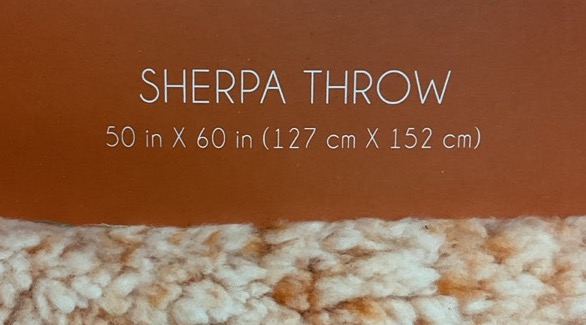 SHERPA THROW
50 in X 60 in (127 cm X 152 cm)